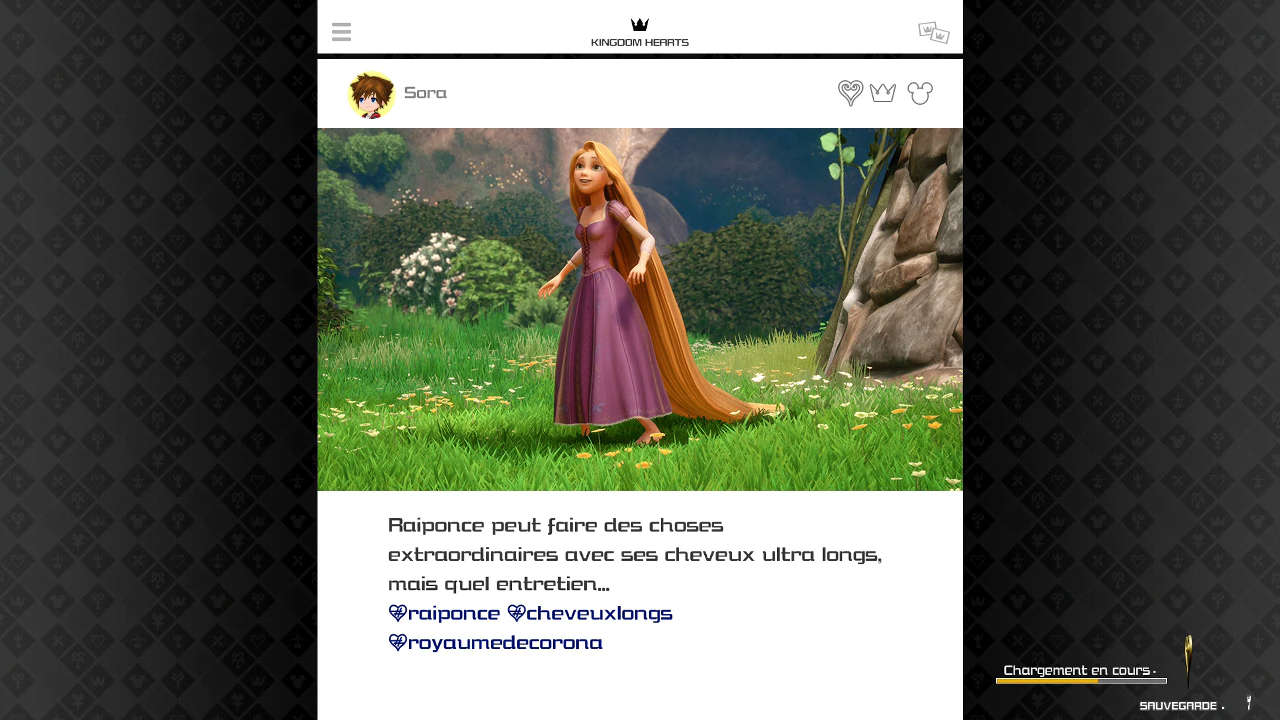 KINGDOM HEARTS
Sora
Raiponce peut faire des choses
extraordinaires avec ses cheveux ultra longs,
mais quel entretien...
#raiponce #cheveuxlongs
#royaumedecorona
Chargement en cours.
SAUVEGARDE .